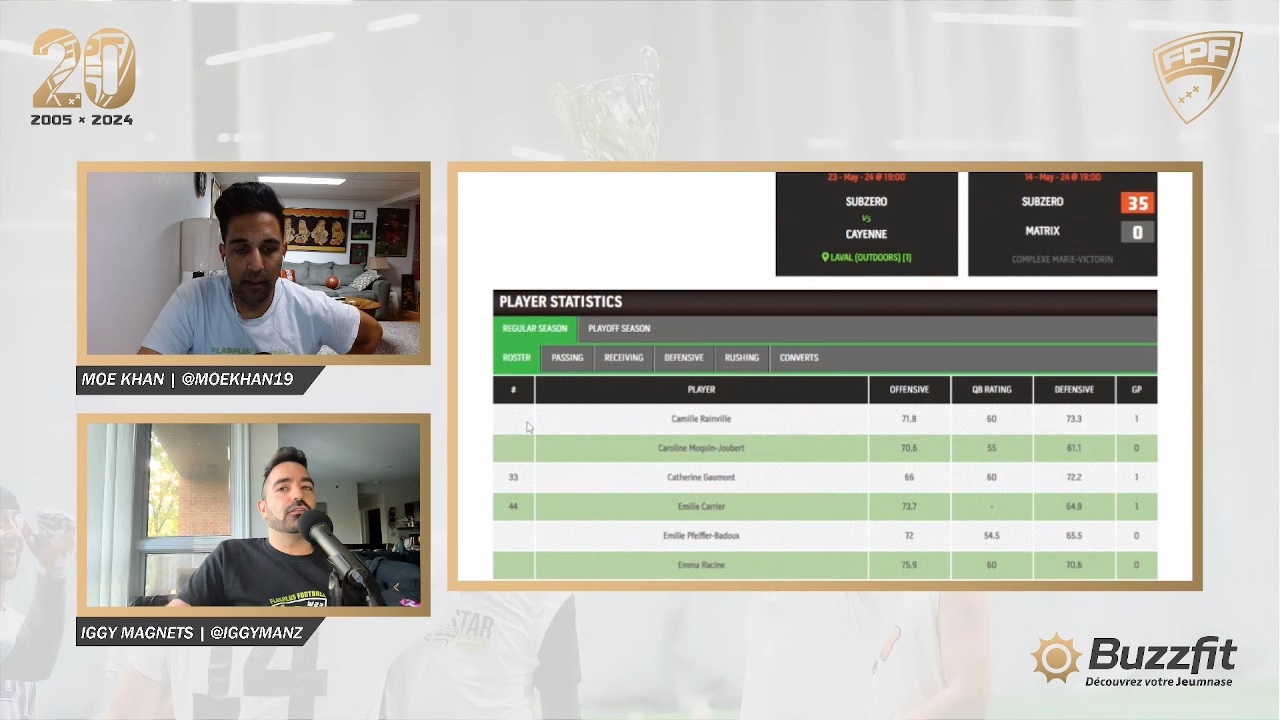 20
2005 × 2024
FPF
MOE KHAN | @MOEKHAN19
FLAGPLUS FOOTBALL
IGGY MAGNETS | @IGGYMANZ
23 - May - 24 @ 19:00
SUBZERO
Vs
CAYENNE
LAVAL (OUTDOORS) [1]
14 - May - 24 @ 19:00
SUBZERO 35
MATRIX 0
COMPLEXE MARIE-VICTORIN
PLAYER STATISTICS
REGULAR SEASON PLAYOFF SEASON
ROSTER PASSING RECEIVING DEFENSIVE RUSHING CONVERTS
# PLAYER OFFENSIVE QB RATING DEFENSIVE GP
Camille Rainville 71.8 60 73.3 1
Caroline Moquin-Joubert 70.6 55 61.1 0
33 Catherine Gaumont 66 60 72.2 1
44 Emilie Carrier 73.7 - 64.9 1
Emilie Pfeiffer-Badoux 72 54.5 65.5 0
Emma Racine 75.9 60 70.6 0
STAR
14
Buzzfit
Découvrez votre Jeumnase